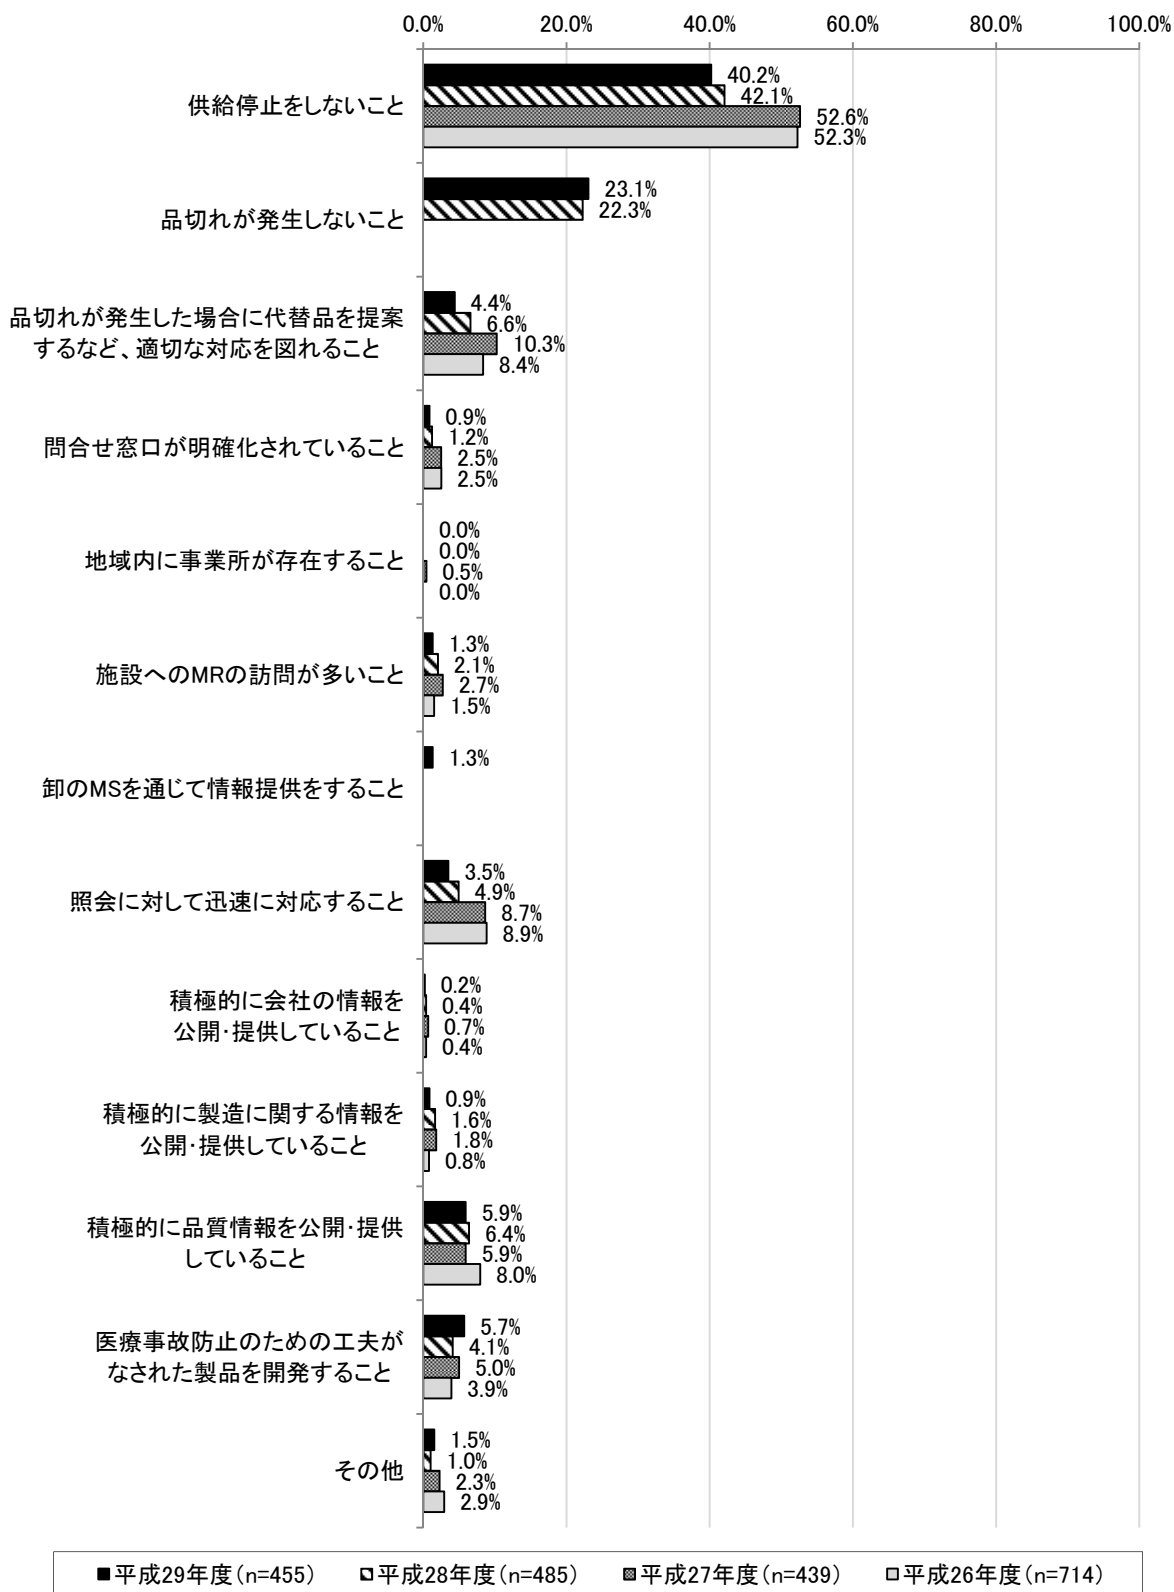 0.0% 20.0% 40.0% 60.0% 80.0% 100.0%
供給停止をしないこと
40.2%
42.1%
52.6%
52.3%
品切れが発生しないこと
23.1%
22.3%
品切れが発生した場合に代替品を提案
するなど、適切な対応を図れること
4.4%
6.6%
10.3%
8.4%
問合せ窓口が明確化されていること
0.9%
1.2%
2.5%
2.5%
地域内に事業所が存在すること
0.0%
0.0%
0.5%
0.0%
施設へのMRの訪問が多いこと
1.3%
2.1%
2.7%
1.5%
卸のMSを通じて情報提供をすること
1.3%
照会に対して迅速に対応すること
3.5%
4.9%
8.7%
8.9%
積極的に会社の情報を
公開・提供していること
0.2%
0.4%
0.7%
0.4%
積極的に製造に関する情報を
公開・提供していること
0.9%
1.6%
1.8%
0.8%
積極的に品質情報を公開・提供
していること
5.9%
6.4%
5.9%
8.0%
医療事故防止のための工夫が
なされた製品を開発すること
5.7%
4.1%
5.0%
3.9%
その他
1.5%
1.0%
2.3%
2.9%
平成29年度（n=455） 平成28年度（n=485） 平成27年度（n=439） 平成26年度（n=714）